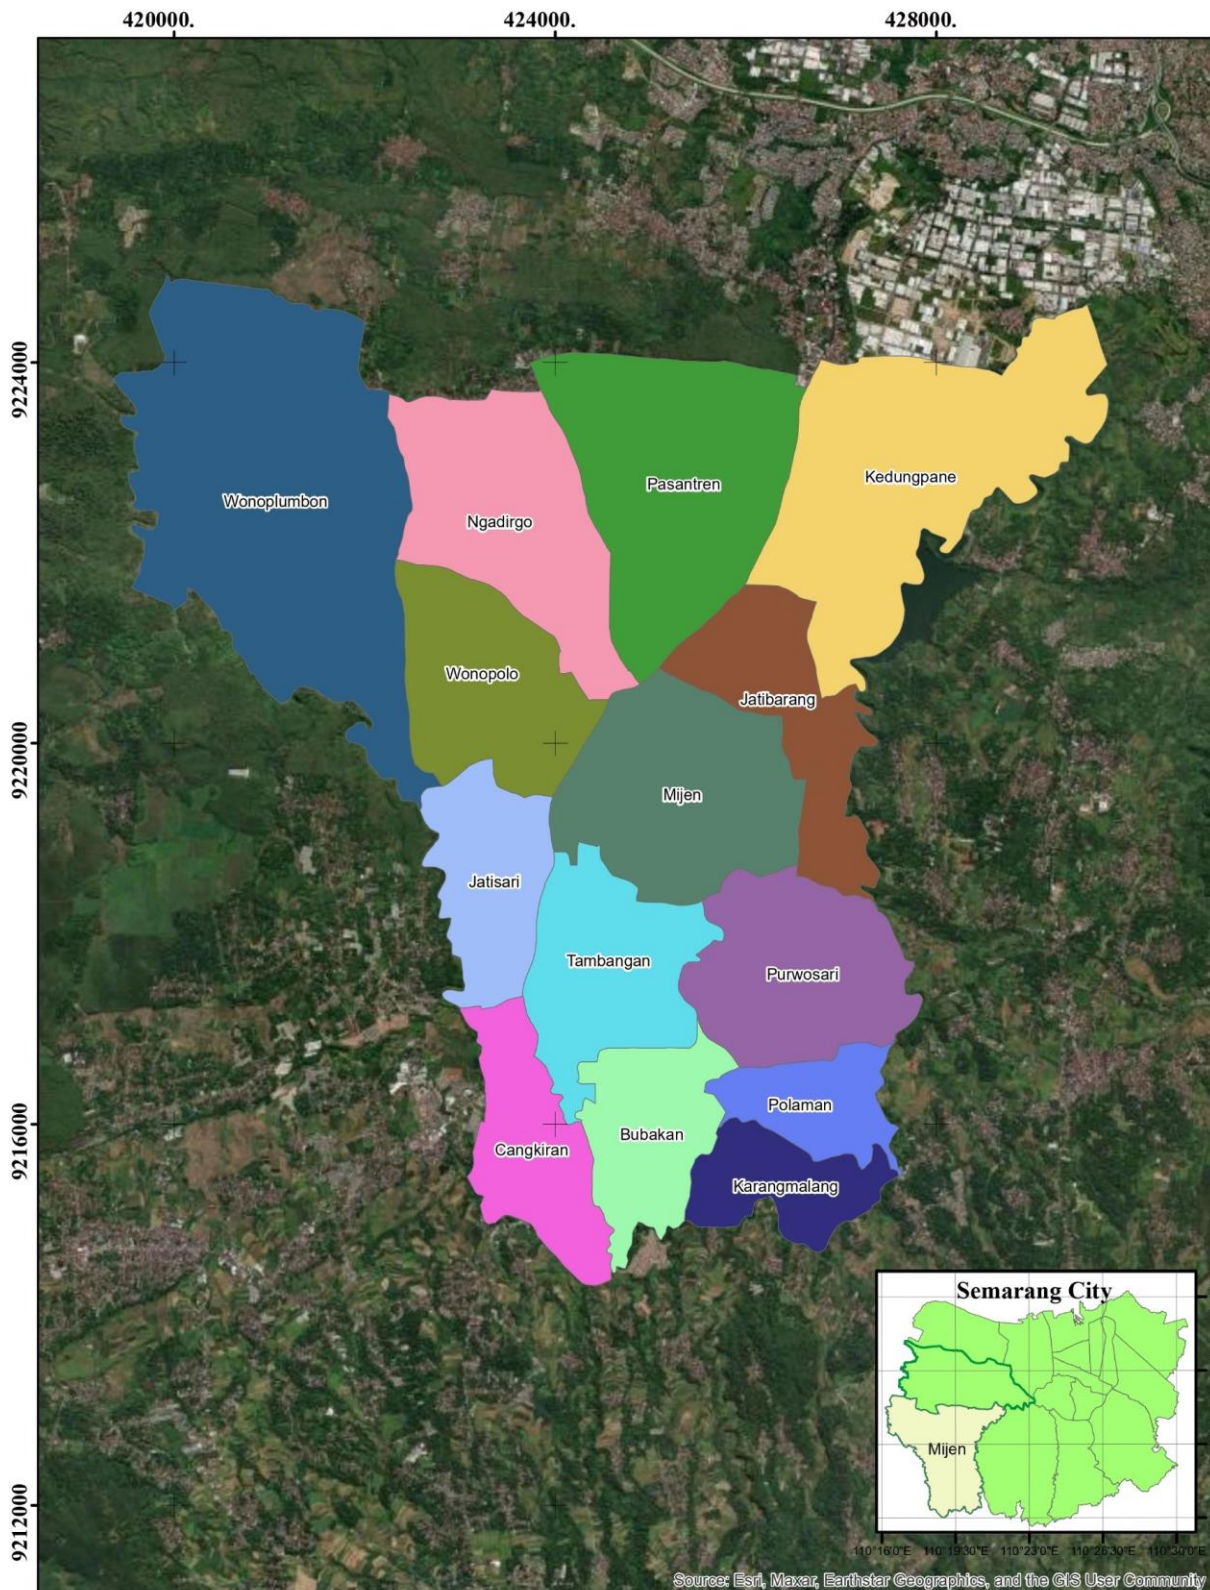 420000. 424000. 428000.
9224000
9220000
9216000
9212000
Wonoplumbon
Ngadirgo
Pasantren
Kedungpane
Wonopolo
Jatibarang
Mijen
Jatisari
Tambangan
Purwosari
Polaman
Bubakan
Cangkiran
Karangmalang
Semarang City
Mijen
110°16'0"E 110°19'30"E 110°23'0"E 110°26'30"E 110°30'0"E
Source: Esri, Maxar, Earthstar Geographics, and the GIS User Community